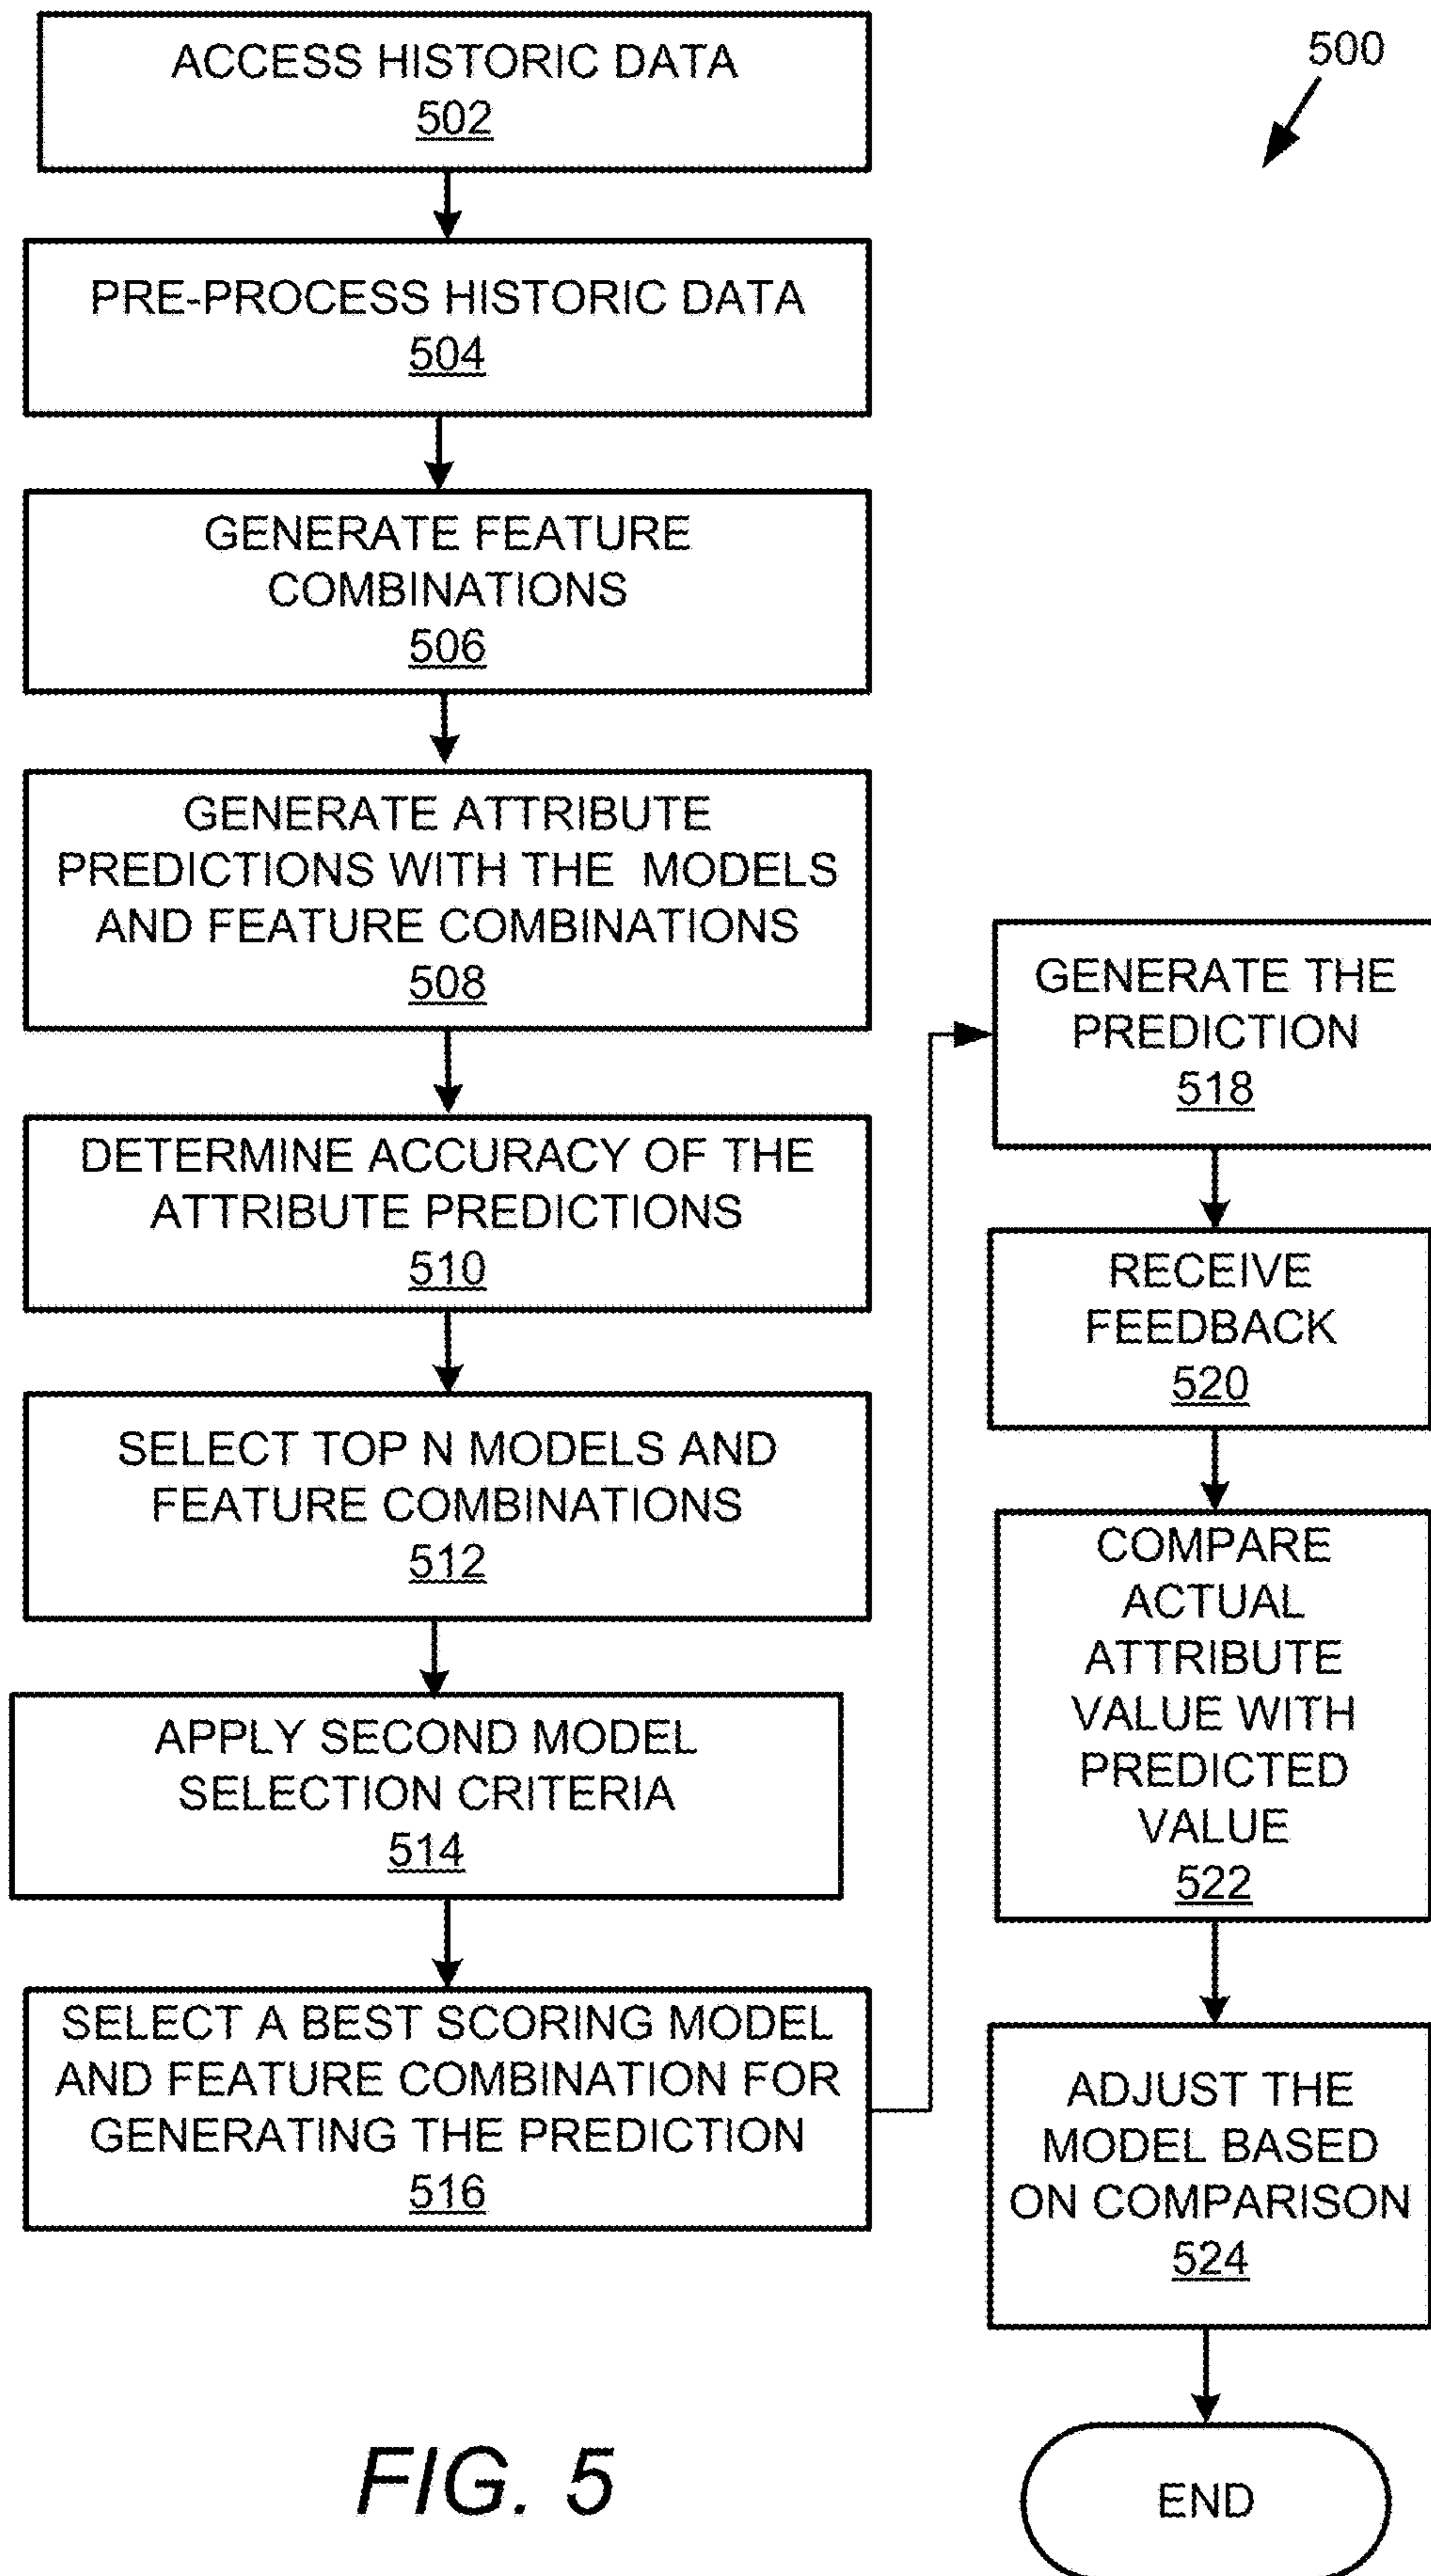 500
ACCESS HISTORIC DATA
502
PRE-PROCESS HISTORIC DATA
504
GENERATE FEATURE
COMBINATIONS
506
GENERATE ATTRIBUTE
PREDICTIONS WITH THE MODELS
AND FEATURE COMBINATIONS
508
DETERMINE ACCURACY OF THE
ATTRIBUTE PREDICTIONS
510
SELECT TOP N MODELS AND
FEATURE COMBINATIONS
512
APPLY SECOND MODEL
SELECTION CRITERIA
514
SELECT A BEST SCORING MODEL
AND FEATURE COMBINATION FOR
GENERATING THE PREDICTION
516
GENERATE THE
PREDICTION
518
RECEIVE
FEEDBACK
520
COMPARE
ACTUAL
ATTRIBUTE
VALUE WITH
PREDICTED
VALUE
522
ADJUST THE
MODEL BASED
ON COMPARISON
524
END
FIG. 5